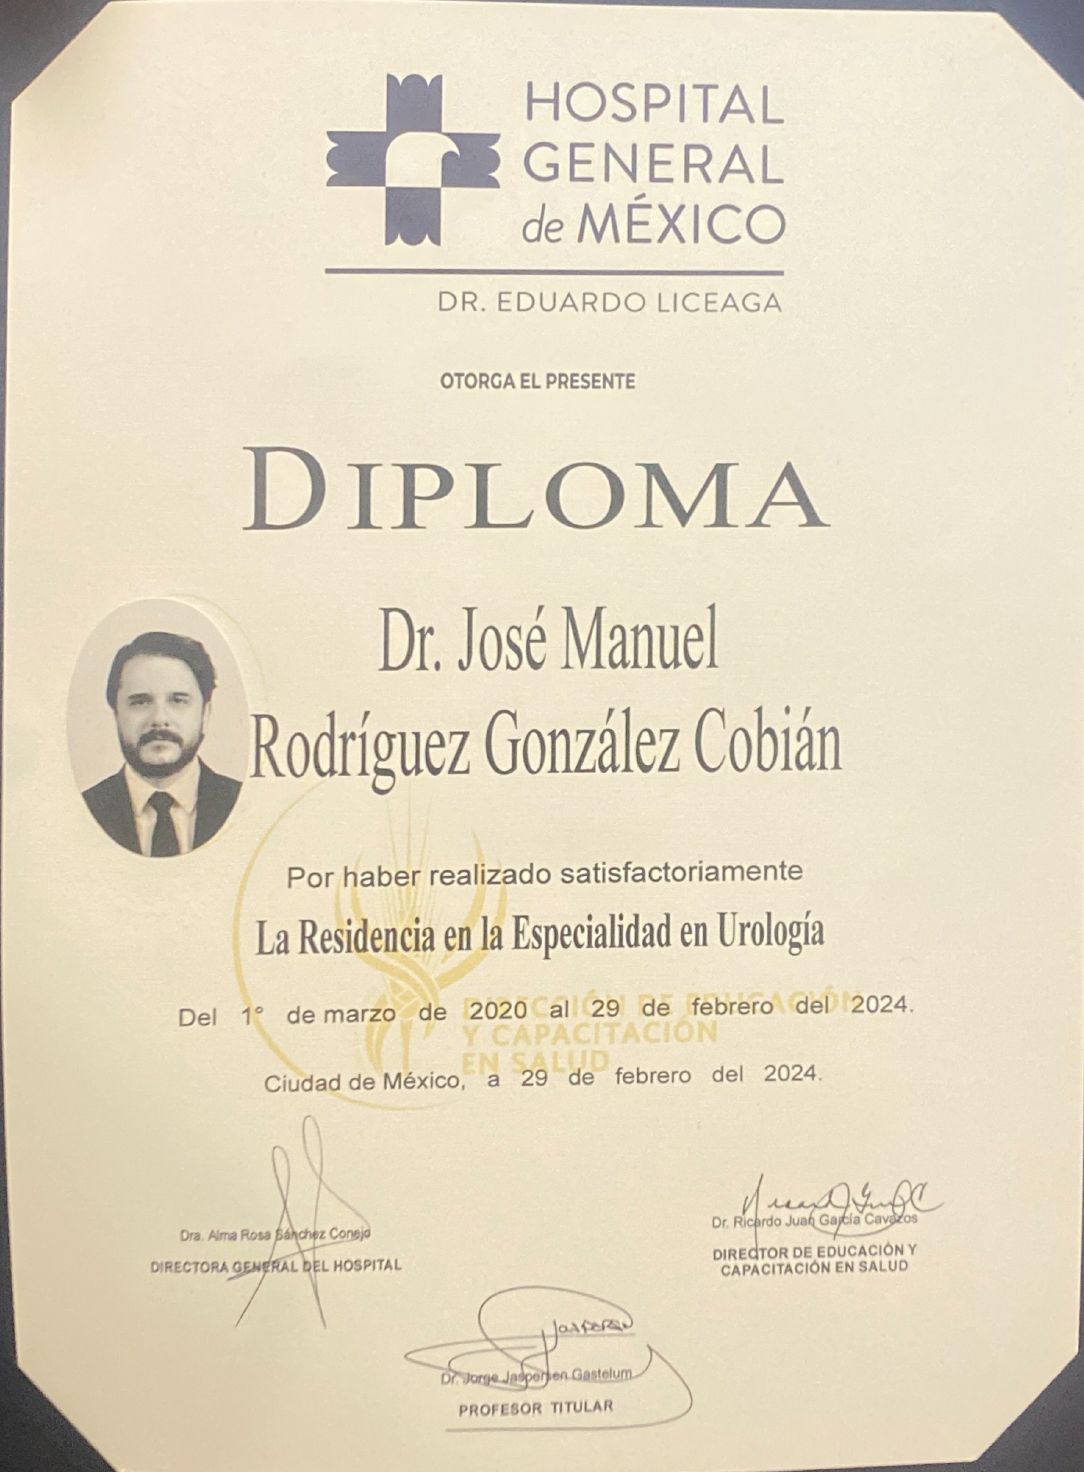 HOSPITAL
GENERAL
de MÉXICO
DR. EDUARDO LICEAGA
OTORGA EL PRESENTE
DIPLOMA
Dr. José Manuel
Rodríguez González Cobián
Por haber realizado satisfactoriamente
La Residencia en la Especialidad en Urología
DIRECCIÓN DE EDUCACIÓN
Y CAPACITACIÓN
EN SALUD
Del 1° de marzo de 2020 al 29 de febrero del 2024.
Ciudad de México, a 29 de febrero del 2024.
Dra. Alma Rosa Sánchez Conejo
DIRECTORA GENERAL DEL HOSPITAL
Dr. Ricardo Juan García Cavazos
DIRECTOR DE EDUCACIÓN Y
CAPACITACIÓN EN SALUD
Jaspersen
Dr. Jorge Jaspersen Gastelum
PROFESOR TITULAR